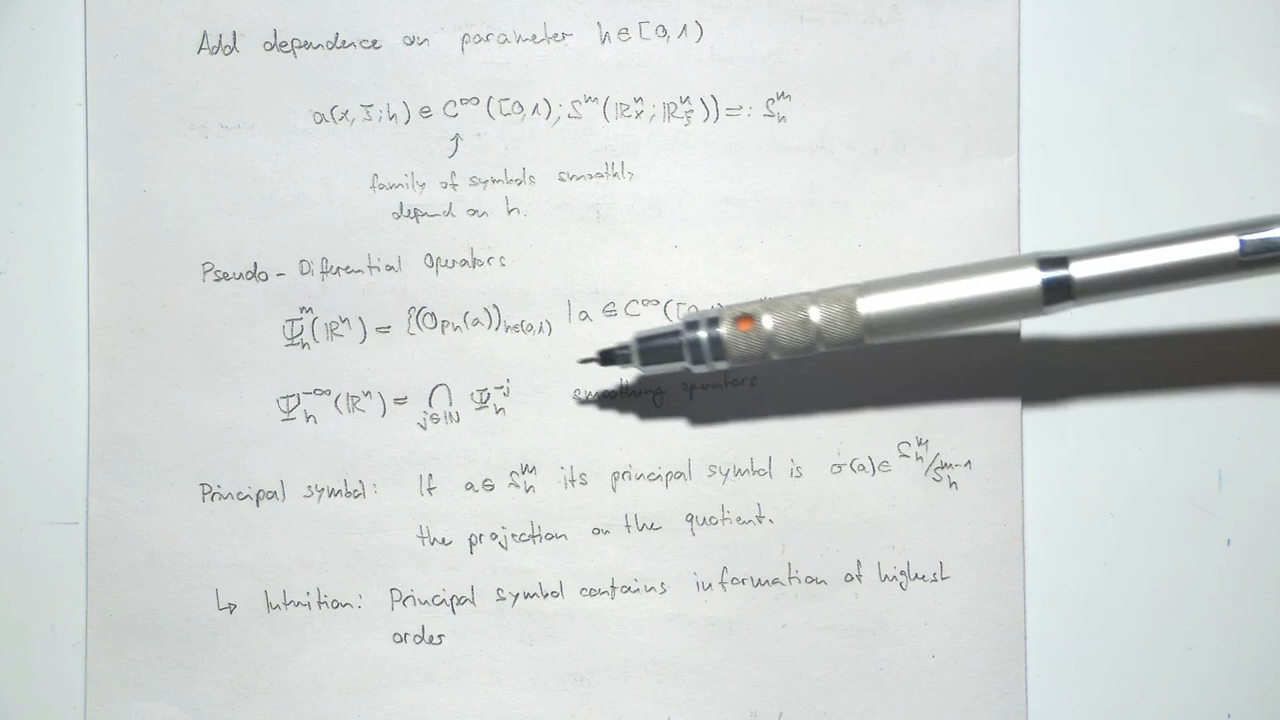 Add dependence on parameter h∈[0,1)
a(x,ξ;h) ∈ C^∞([0,1); S^m(ℝ^n_x; ℝ^n_ξ)) =: S^m_h
↑
family of symbols smoothly
depend on h.
Pseudo-Differential Operators
Ψ^m_h(ℝ^n) = {(Op_h(a))_{h∈(0,1)} | a ∈ C^∞([0,1)
Ψ^{-∞}_h(ℝ^n) = ⋂_{j∈ℕ} Ψ^{-j}_h smoothing operators
Principal symbol: If a∈ S^m_h its principal symbol is σ(a)∈ S^m_h/S^{m-1}_h
the projection on the quotient.
↳ Intuition: Principal symbol contains information of highest
order